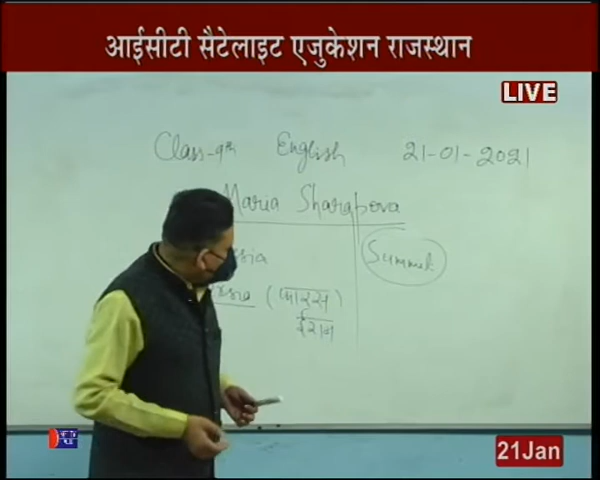 आईसीटी सैटेलाइट एजुकेशन राजस्थान
LIVE
Class-9th English 21-01-2021
Maria Sharapova
Summit
(फारस)
ईरान
21Jan